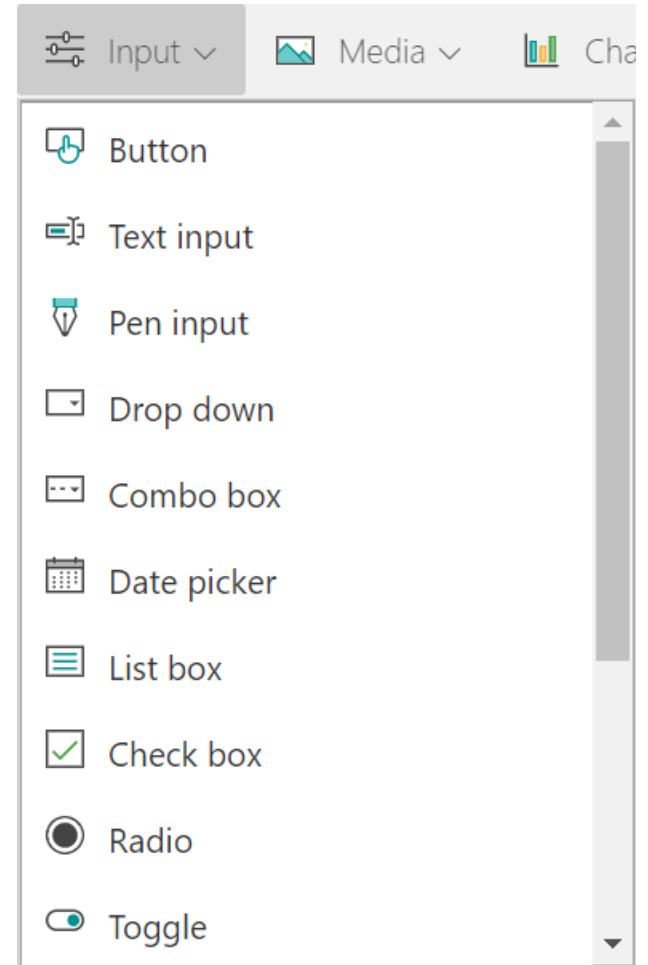 Input Media Cha
Button
Text input
Pen input
Drop down
Combo box
Date picker
List box
Check box
Radio
Toggle